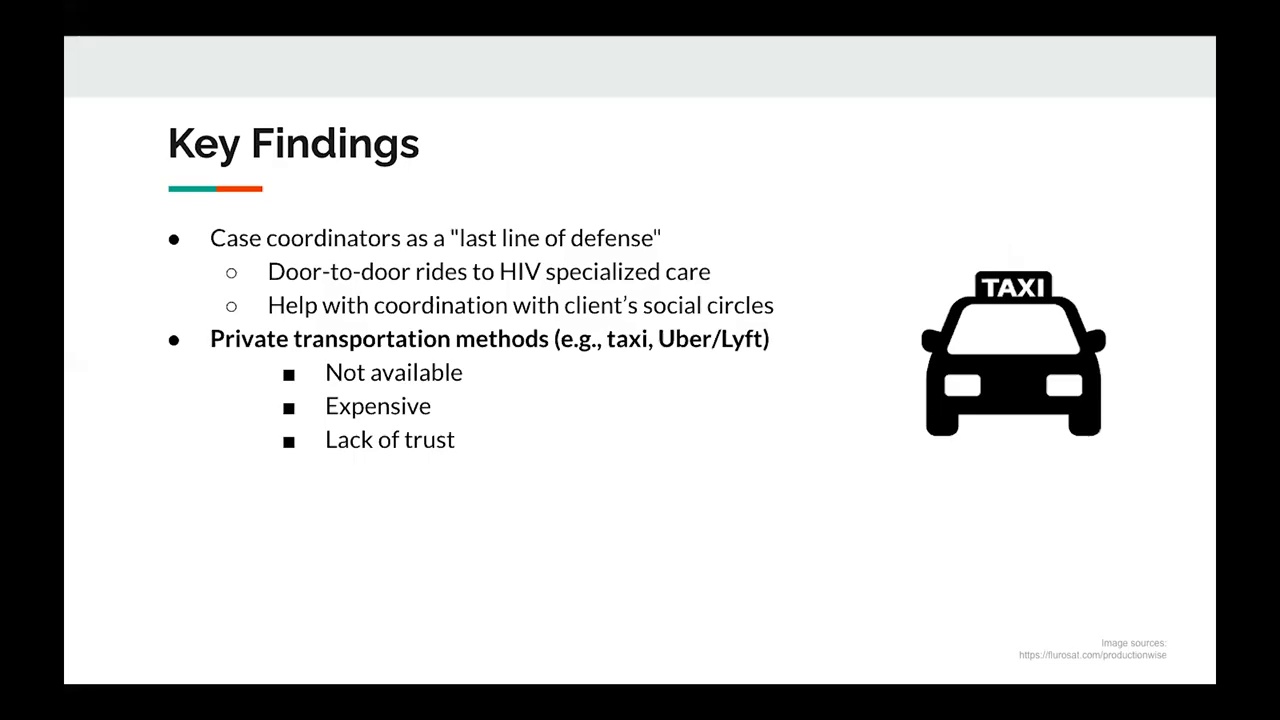 Key Findings
● Case coordinators as a "last line of defense"
○ Door-to-door rides to HIV specialized care
○ Help with coordination with client’s social circles
● Private transportation methods (e.g., taxi, Uber/Lyft)
■ Not available
■ Expensive
■ Lack of trust
TAXI
Image sources:
https://flurosat.com/productionwise